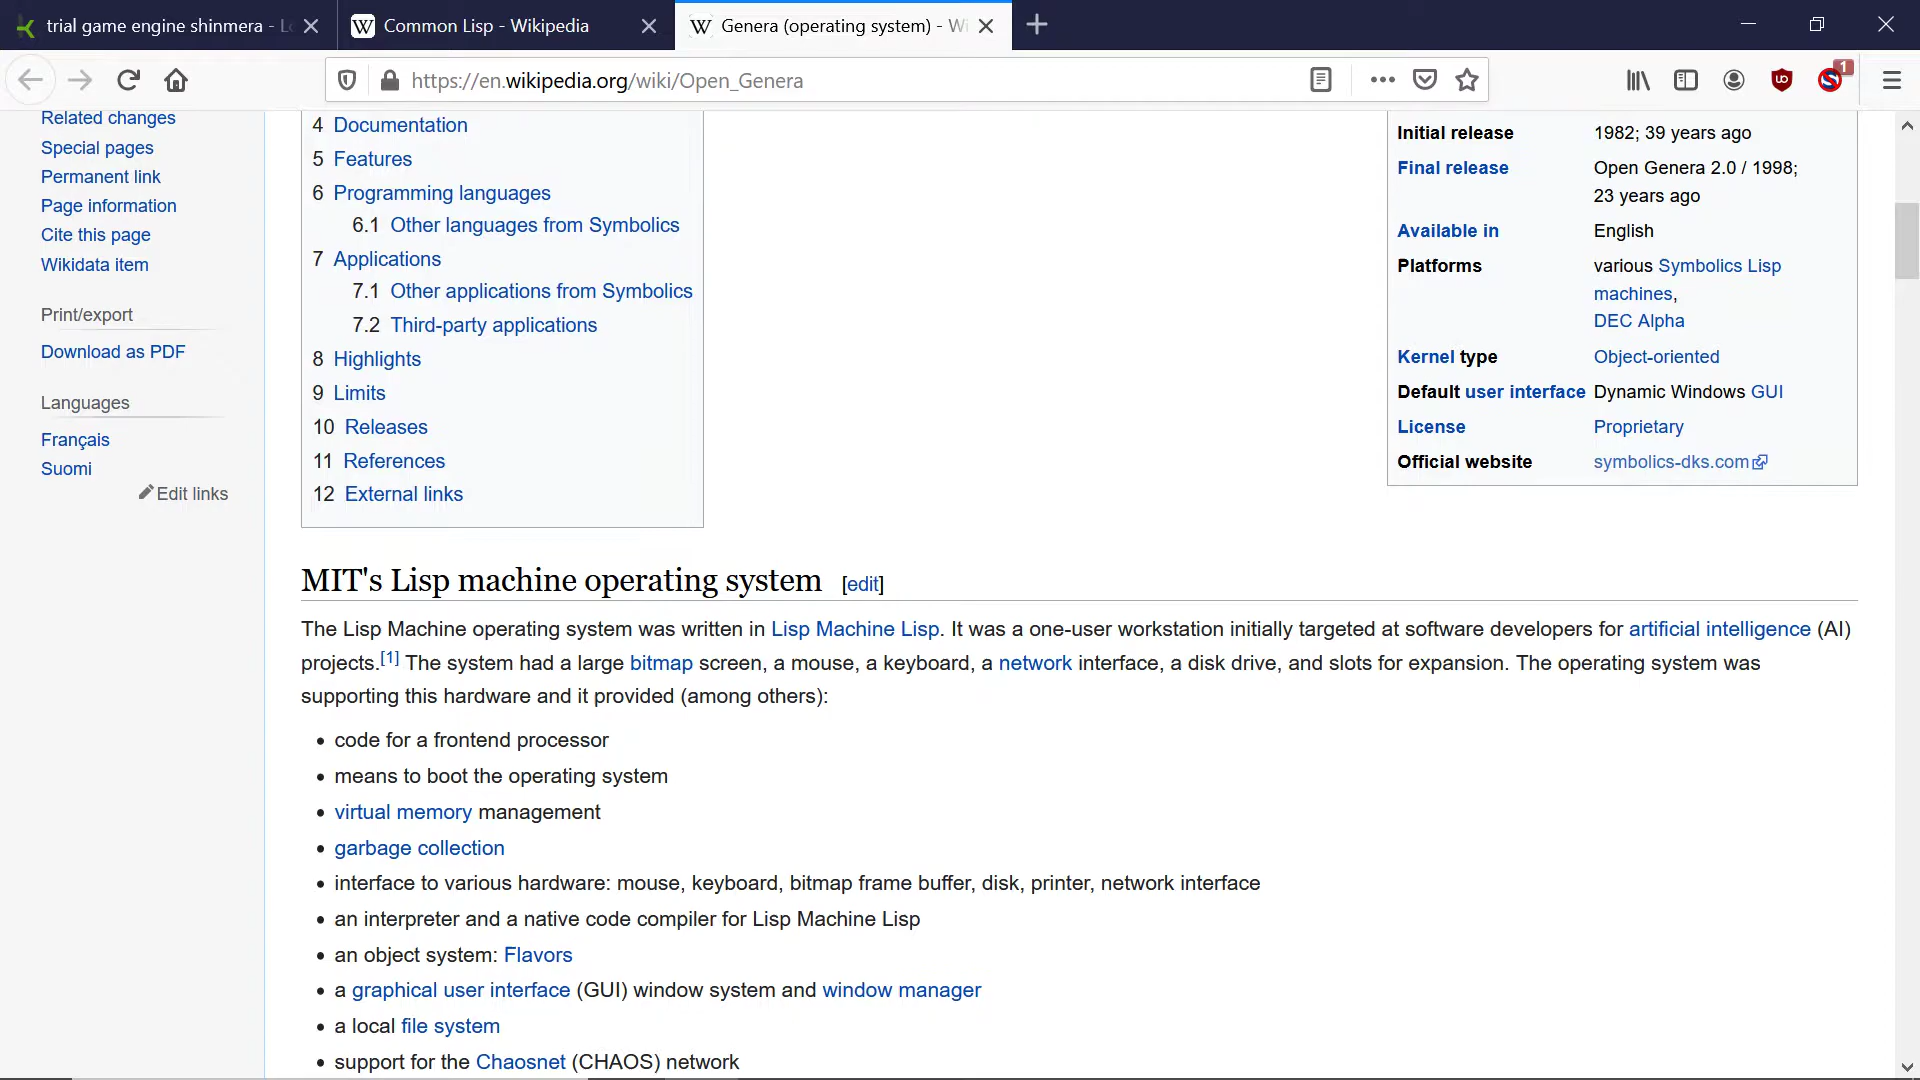 trial game engine shinmera - Lo
Common Lisp - Wikipedia
Genera (operating system) - Wi
https://en.wikipedia.org/wiki/Open_Genera
1
Related changes
Special pages
Permanent link
Page information
Cite this page
Wikidata item
Print/export
Download as PDF
Languages
Français
Suomi
Edit links
4 Documentation
5 Features
6 Programming languages
6.1 Other languages from Symbolics
7 Applications
7.1 Other applications from Symbolics
7.2 Third-party applications
8 Highlights
9 Limits
10 Releases
11 References
12 External links
Initial release 1982; 39 years ago
Final release Open Genera 2.0 / 1998;
23 years ago
Available in English
Platforms various Symbolics Lisp
machines,
DEC Alpha
Kernel type Object-oriented
Default user interface Dynamic Windows GUI
License Proprietary
Official website symbolics-dks.com
MIT's Lisp machine operating system [edit]
The Lisp Machine operating system was written in Lisp Machine Lisp. It was a one-user workstation initially targeted at software developers for artificial intelligence (AI)
projects.[1] The system had a large bitmap screen, a mouse, a keyboard, a network interface, a disk drive, and slots for expansion. The operating system was
supporting this hardware and it provided (among others):
• code for a frontend processor
• means to boot the operating system
• virtual memory management
• garbage collection
• interface to various hardware: mouse, keyboard, bitmap frame buffer, disk, printer, network interface
• an interpreter and a native code compiler for Lisp Machine Lisp
• an object system: Flavors
• a graphical user interface (GUI) window system and window manager
• a local file system
• support for the Chaosnet (CHAOS) network